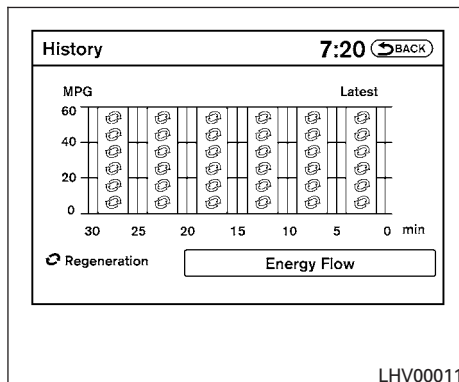 History 7:20 BACK
MPG Latest
60
40
20
0
30 25 20 15 10 5 0 min
Regeneration Energy Flow
LHV00011